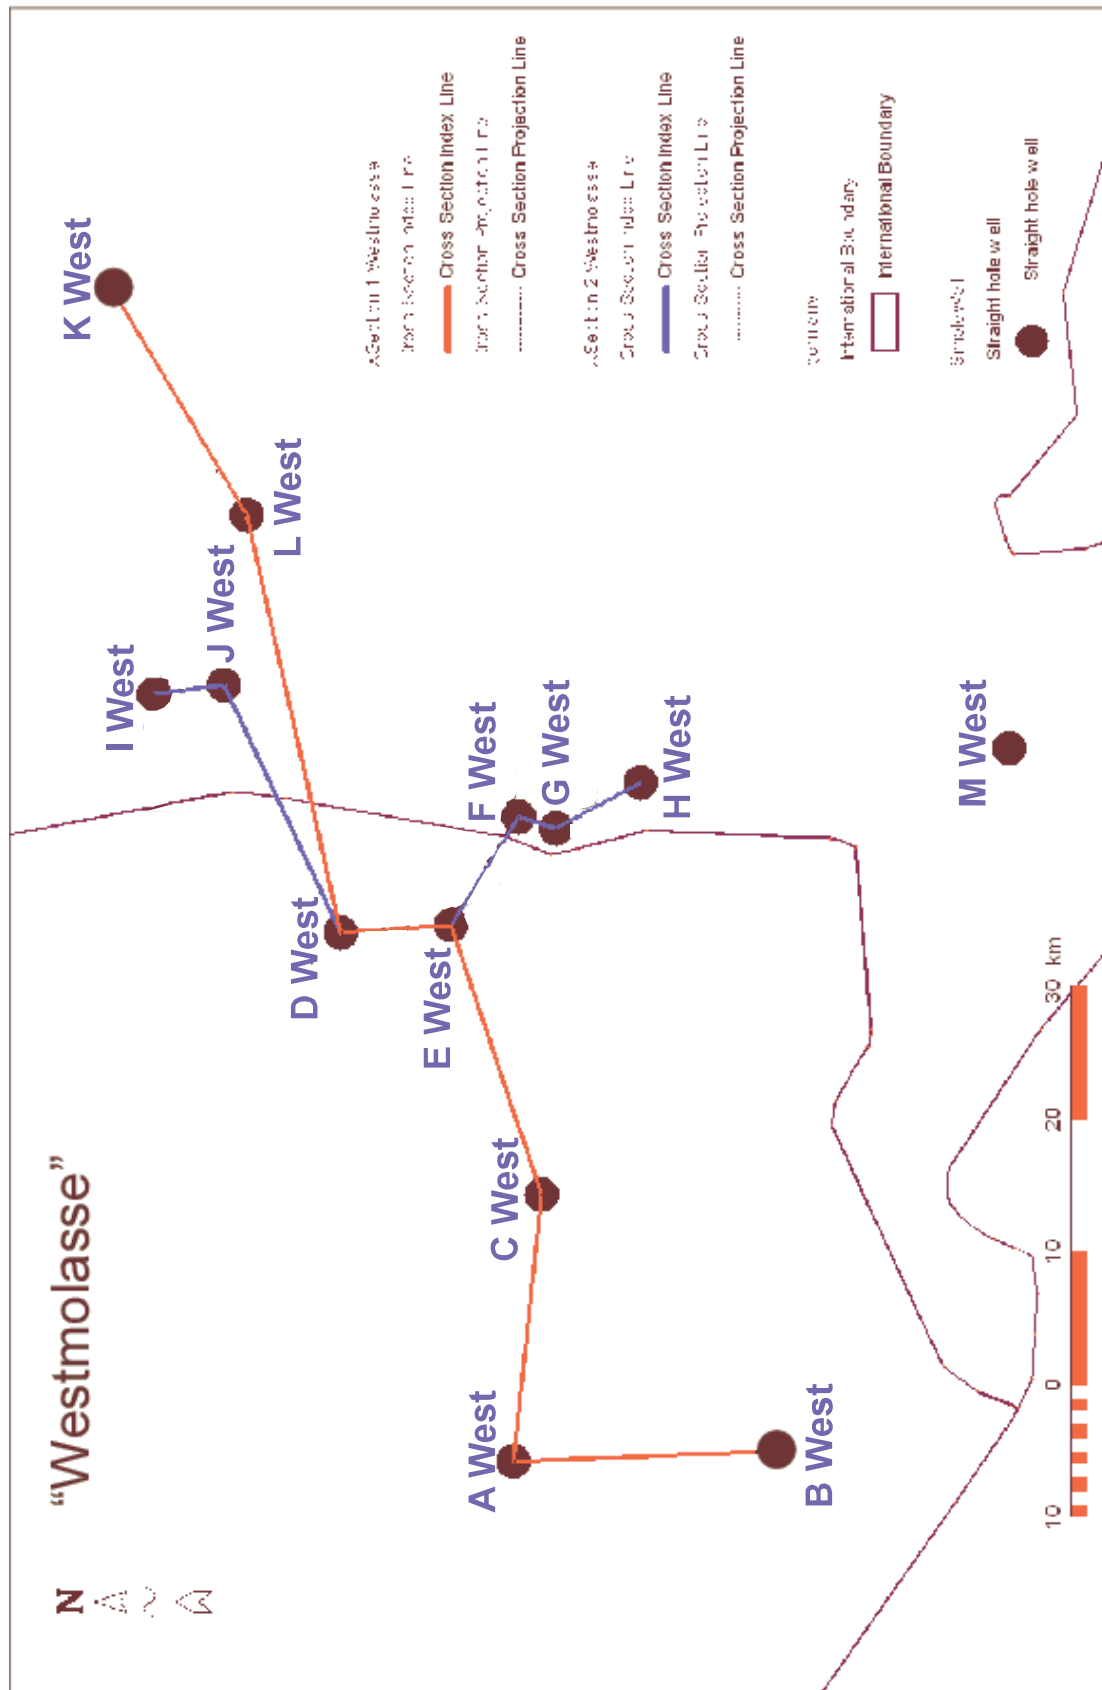 "Westmolasse"
N
K West
L West
I West
J West
D West
E West
F West
G West
H West
C West
A West
B West
M West
Cross Section Index Line
Cross Section Projection Line
Cross Section Index Line
Cross Section Projection Line
International Boundary
International Boundary
Straight hole well
Straight hole well
10 0 10 20 30 km